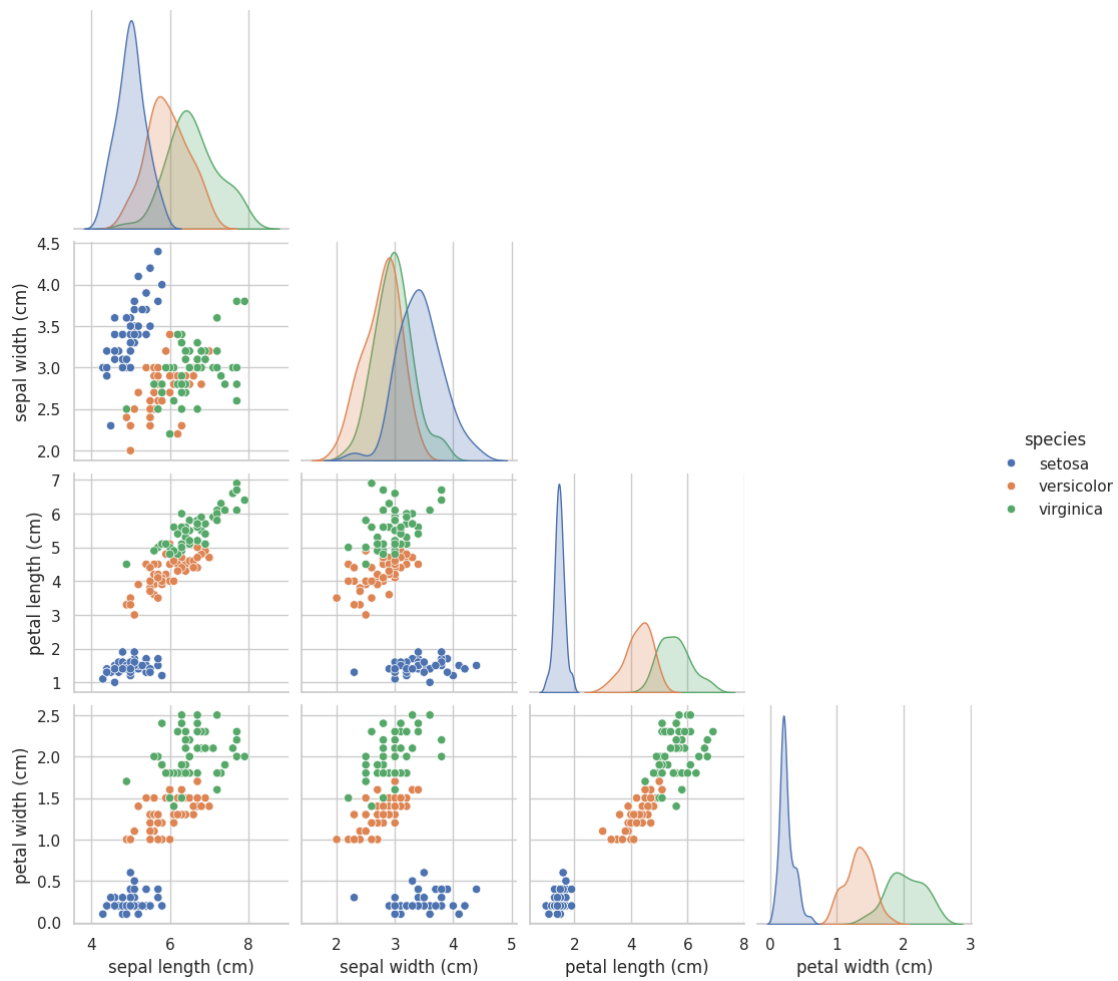 4.5
4.0
3.5
3.0
2.5
2.0
sepal width (cm)
species
setosa
versicolor
virginica
7
6
5
4
3
2
1
petal length (cm)
2.5
2.0
1.5
1.0
0.5
0.0
petal width (cm)
4 6 8
sepal length (cm)
2 3 4 5
sepal width (cm)
2 4 6 8
petal length (cm)
0 1 2 3
petal width (cm)